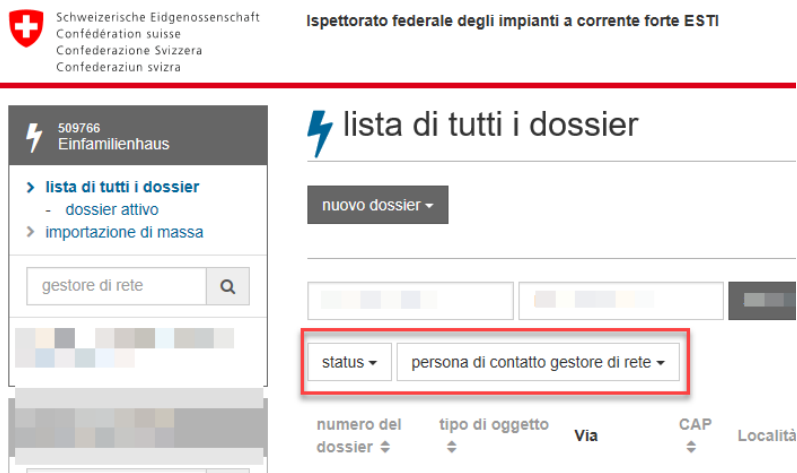 Schweizerische Eidgenossenschaft
Confédération suisse
Confederazione Svizzera
Confederaziun svizra
Ispettorato federale degli impianti a corrente forte ESTI
509766
Einfamilienhaus
lista di tutti i dossier
- dossier attivo
importazione di massa
gestore di rete
lista di tutti i dossier
nuovo dossier
status
persona di contatto gestore di rete
numero del dossier
tipo di oggetto
Via
CAP
Località